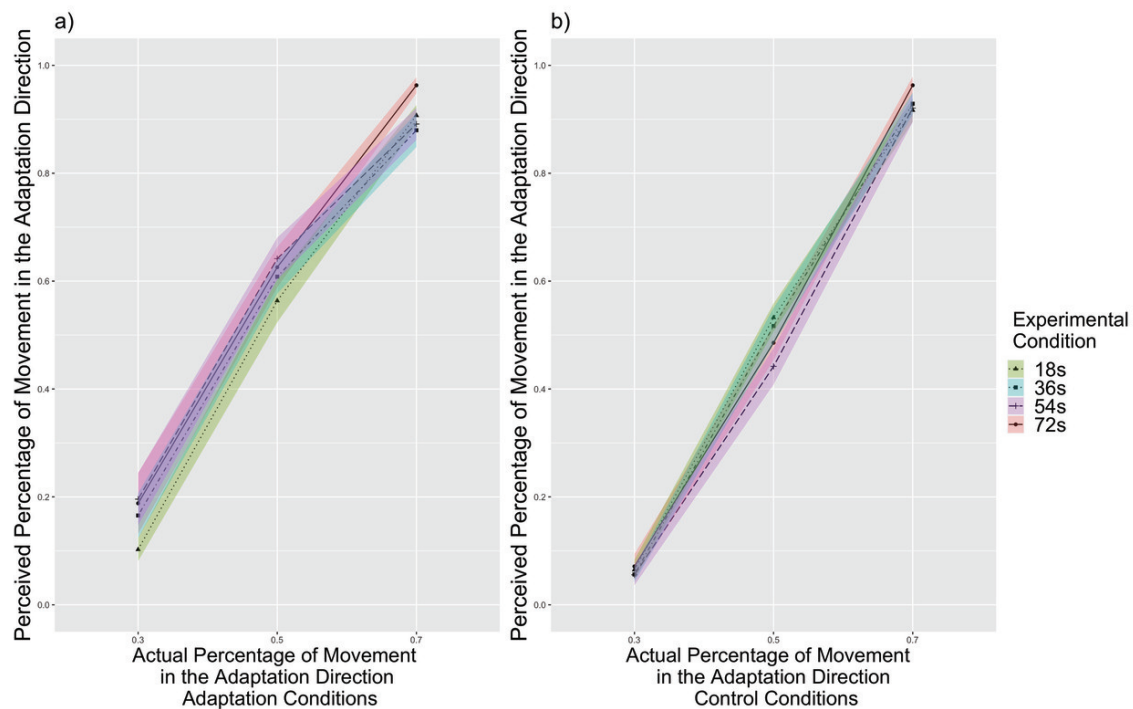 a)
Perceived Percentage of Movement in the Adaptation Direction
1.0
0.8
0.6
0.4
0.2
0.0
0.3
0.5
0.7
Actual Percentage of Movement
in the Adaptation Direction
Adaptation Conditions
b)
Perceived Percentage of Movement in the Adaptation Direction
1.0
0.8
0.6
0.4
0.2
0.0
0.3
0.5
0.7
Actual Percentage of Movement
in the Adaptation Direction
Control Conditions
Experimental
Condition
18s
36s
54s
72s